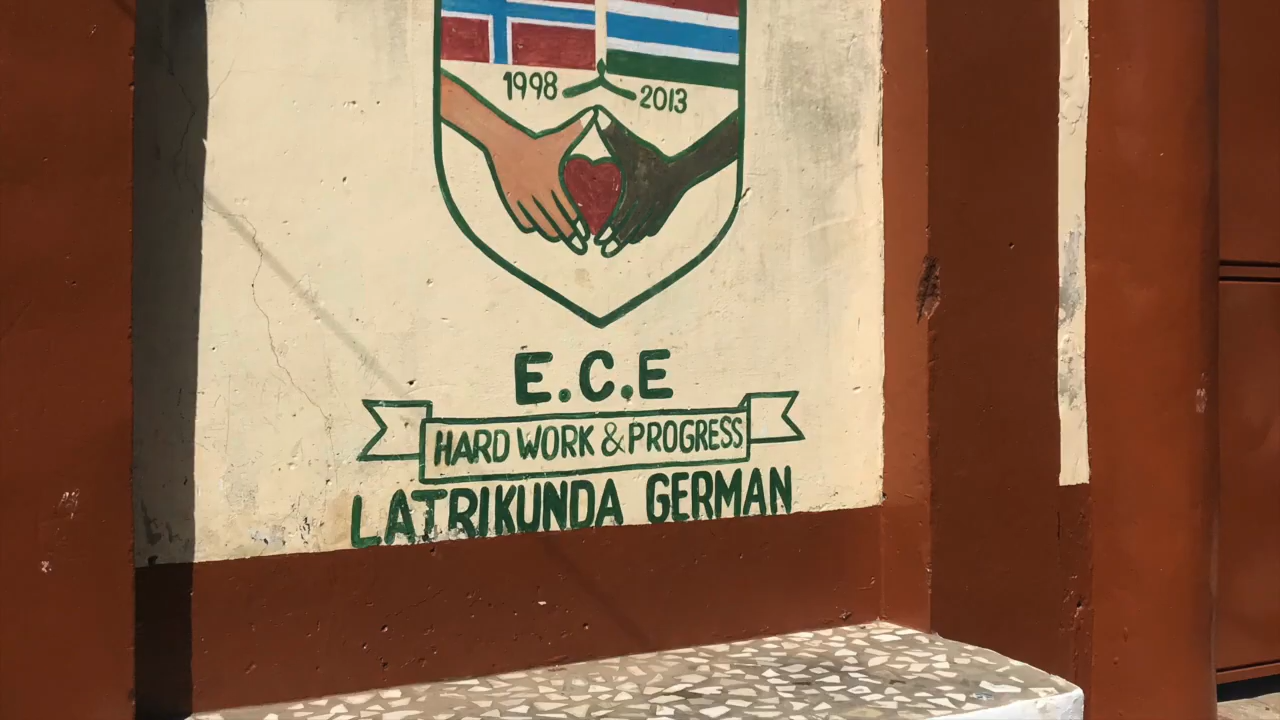 1998 2013
E.C.E
HARD WORK & PROGRESS
LATRIKUNDA GERMAN